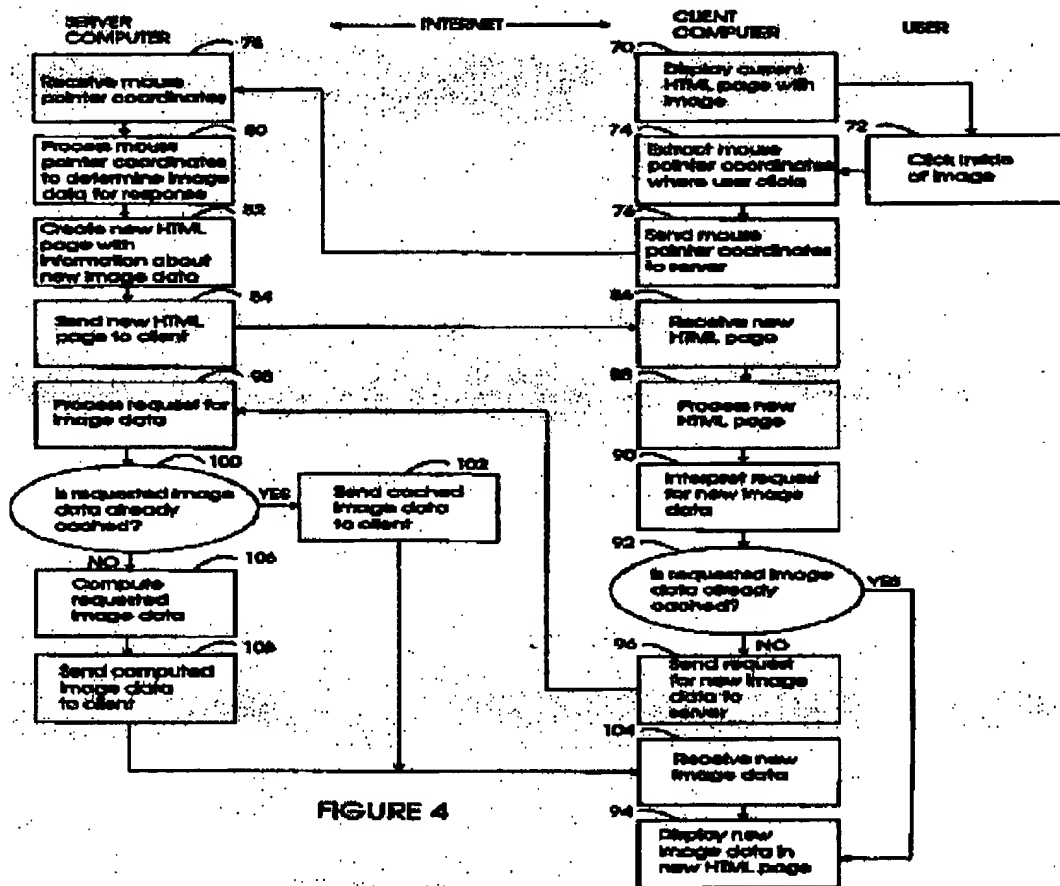 SERVER
COMPUTER
INTERNET
CLIENT
COMPUTER
USER
78
Receive mouse
pointer coordinates
80
Process mouse
pointer coordinates
to determine image
data for response
82
Create new HTML
page with
information about
new image data
84
Send new HTML
page to client
98
Process request for
image data
100
Is requested image
data already
cached?
YES
102
Send cached
image data
to client
NO
106
Compute
requested
image data
108
Send computed
image data
to client
70
Display current
HTML page with
image
72
Click inside
of image
74
Extract mouse
pointer coordinates
where user clicks
76
Send mouse
pointer coordinates
to server
86
Receive new
HTML page
88
Process new
HTML page
90
Interpret request
for new image
data
92
Is requested image
data already
cached?
YES
NO
96
Send request
for new image
data to
server
104
Receive new
image data
94
Display new
image data in
new HTML page
FIGURE 4